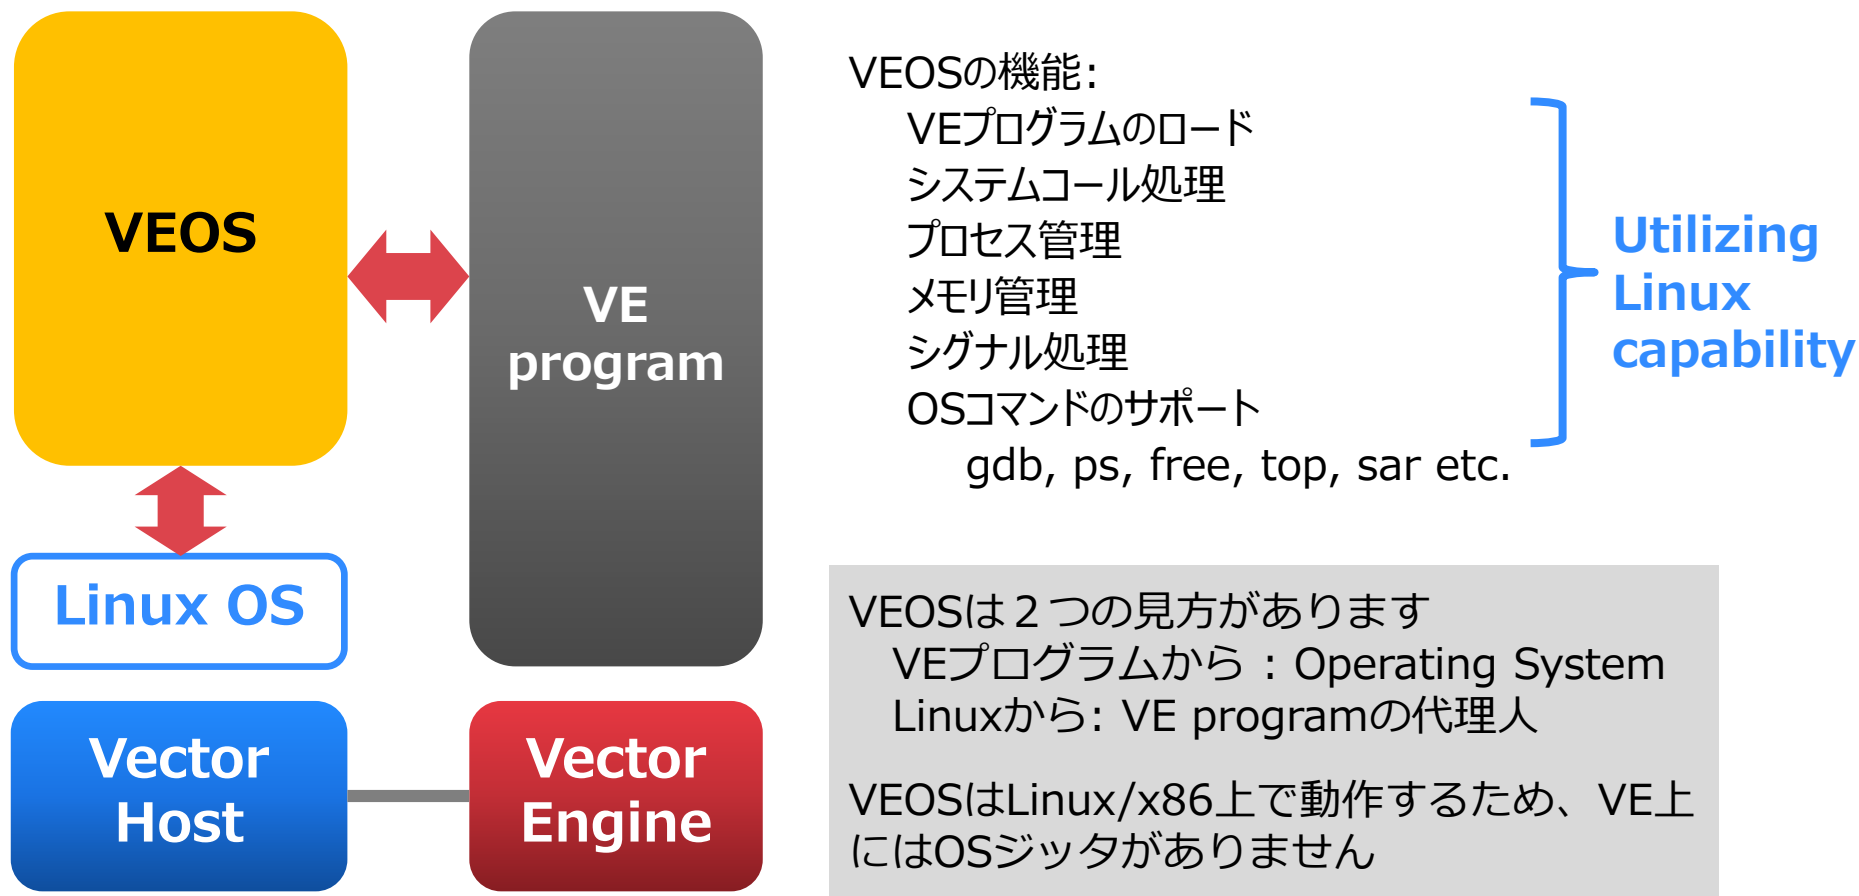 VEOS
VE
program
Linux OS
Vector
Host
Vector
Engine
VEOSの機能:
VEプログラムのロード
システムコール処理
プロセス管理
メモリ管理
シグナル処理
OSコマンドのサポート
gdb, ps, free, top, sar etc.
Utilizing
Linux
capability
VEOSは２つの見方があります
VEプログラムから : Operating System
Linuxから: VE programの代理人
VEOSはLinux/x86上で動作するため、VE上
にはOSジッタがありません